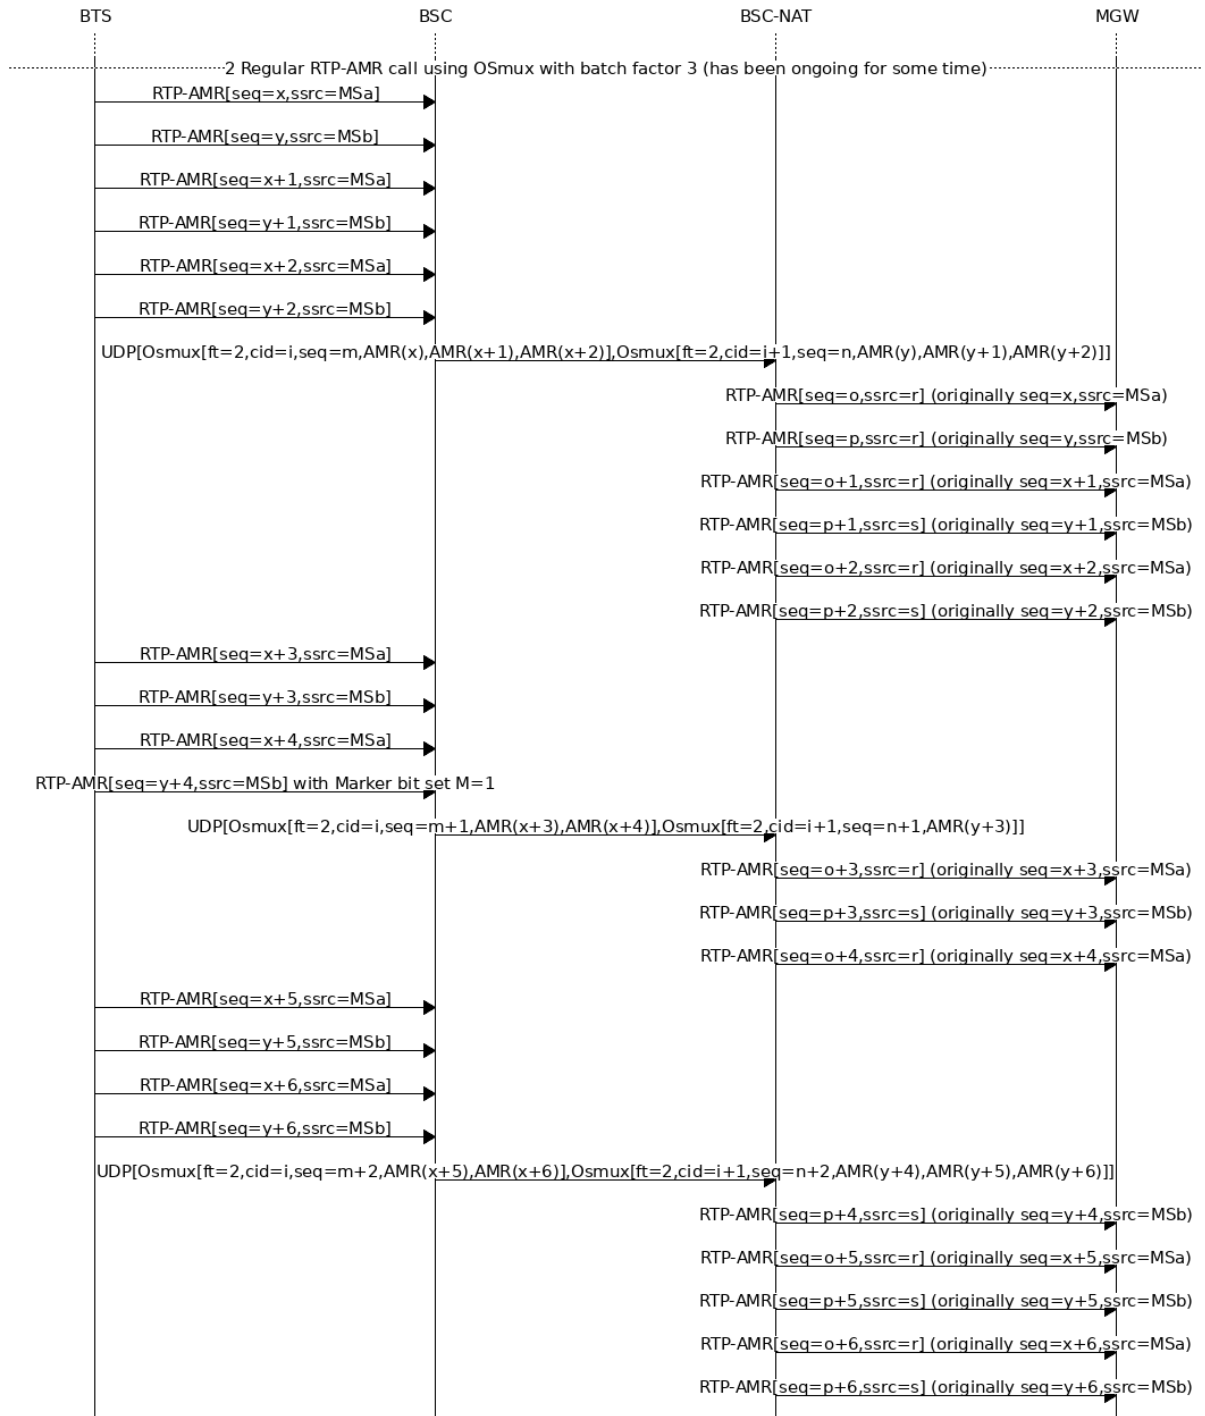 BTS BSC BSC-NAT MGW
2 Regular RTP-AMR call using OSmux with batch factor 3 (has been ongoing for some time)
RTP-AMR[seq=x,ssrc=MSa]
RTP-AMR[seq=y,ssrc=MSb]
RTP-AMR[seq=x+1,ssrc=MSa]
RTP-AMR[seq=y+1,ssrc=MSb]
RTP-AMR[seq=x+2,ssrc=MSa]
RTP-AMR[seq=y+2,ssrc=MSb]
UDP[Osmux[ft=2,cid=i,seq=m,AMR(x),AMR(x+1),AMR(x+2)],Osmux[ft=2,cid=i+1,seq=n,AMR(y),AMR(y+1),AMR(y+2)]]
RTP-AMR[seq=o,ssrc=r] (originally seq=x,ssrc=MSa)
RTP-AMR[seq=p,ssrc=r] (originally seq=y,ssrc=MSb)
RTP-AMR[seq=o+1,ssrc=r] (originally seq=x+1,ssrc=MSa)
RTP-AMR[seq=p+1,ssrc=s] (originally seq=y+1,ssrc=MSb)
RTP-AMR[seq=o+2,ssrc=r] (originally seq=x+2,ssrc=MSa)
RTP-AMR[seq=p+2,ssrc=s] (originally seq=y+2,ssrc=MSb)
RTP-AMR[seq=x+3,ssrc=MSa]
RTP-AMR[seq=y+3,ssrc=MSb]
RTP-AMR[seq=x+4,ssrc=MSa]
RTP-AMR[seq=y+4,ssrc=MSb] with Marker bit set M=1
UDP[Osmux[ft=2,cid=i,seq=m+1,AMR(x+3),AMR(x+4)],Osmux[ft=2,cid=i+1,seq=n+1,AMR(y+3)]]
RTP-AMR[seq=o+3,ssrc=r] (originally seq=x+3,ssrc=MSa)
RTP-AMR[seq=p+3,ssrc=s] (originally seq=y+3,ssrc=MSb)
RTP-AMR[seq=o+4,ssrc=r] (originally seq=x+4,ssrc=MSa)
RTP-AMR[seq=x+5,ssrc=MSa]
RTP-AMR[seq=y+5,ssrc=MSb]
RTP-AMR[seq=x+6,ssrc=MSa]
RTP-AMR[seq=y+6,ssrc=MSb]
UDP[Osmux[ft=2,cid=i,seq=m+2,AMR(x+5),AMR(x+6)],Osmux[ft=2,cid=i+1,seq=n+2,AMR(y+4),AMR(y+5),AMR(y+6)]]
RTP-AMR[seq=p+4,ssrc=s] (originally seq=y+4,ssrc=MSb)
RTP-AMR[seq=o+5,ssrc=r] (originally seq=x+5,ssrc=MSa)
RTP-AMR[seq=p+5,ssrc=s] (originally seq=y+5,ssrc=MSb)
RTP-AMR[seq=o+6,ssrc=r] (originally seq=x+6,ssrc=MSa)
RTP-AMR[seq=p+6,ssrc=s] (originally seq=y+6,ssrc=MSb)